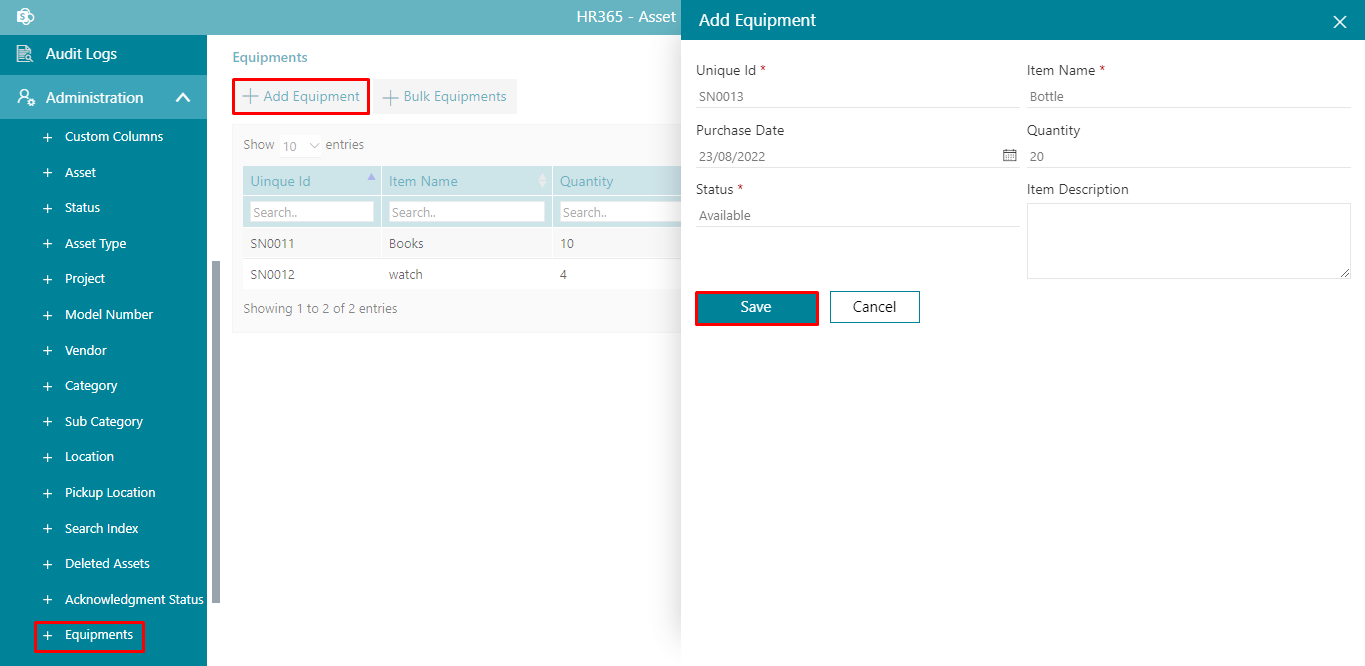 HR365 - Asset
Audit Logs
Administration
Custom Columns
Asset
Status
Asset Type
Project
Model Number
Vendor
Category
Sub Category
Location
Pickup Location
Search Index
Deleted Assets
Acknowledgment Status
Equipments
Equipments
Add Equipment Bulk Equipments
Show 10 entries
Uinque Id Item Name Quantity
Search.. Search.. Search..
SN0011 Books 10
SN0012 watch 4
Showing 1 to 2 of 2 entries
Add Equipment
Unique Id * Item Name *
SN0013 Bottle
Purchase Date Quantity
23/08/2022 20
Status * Item Description
Available
Save Cancel